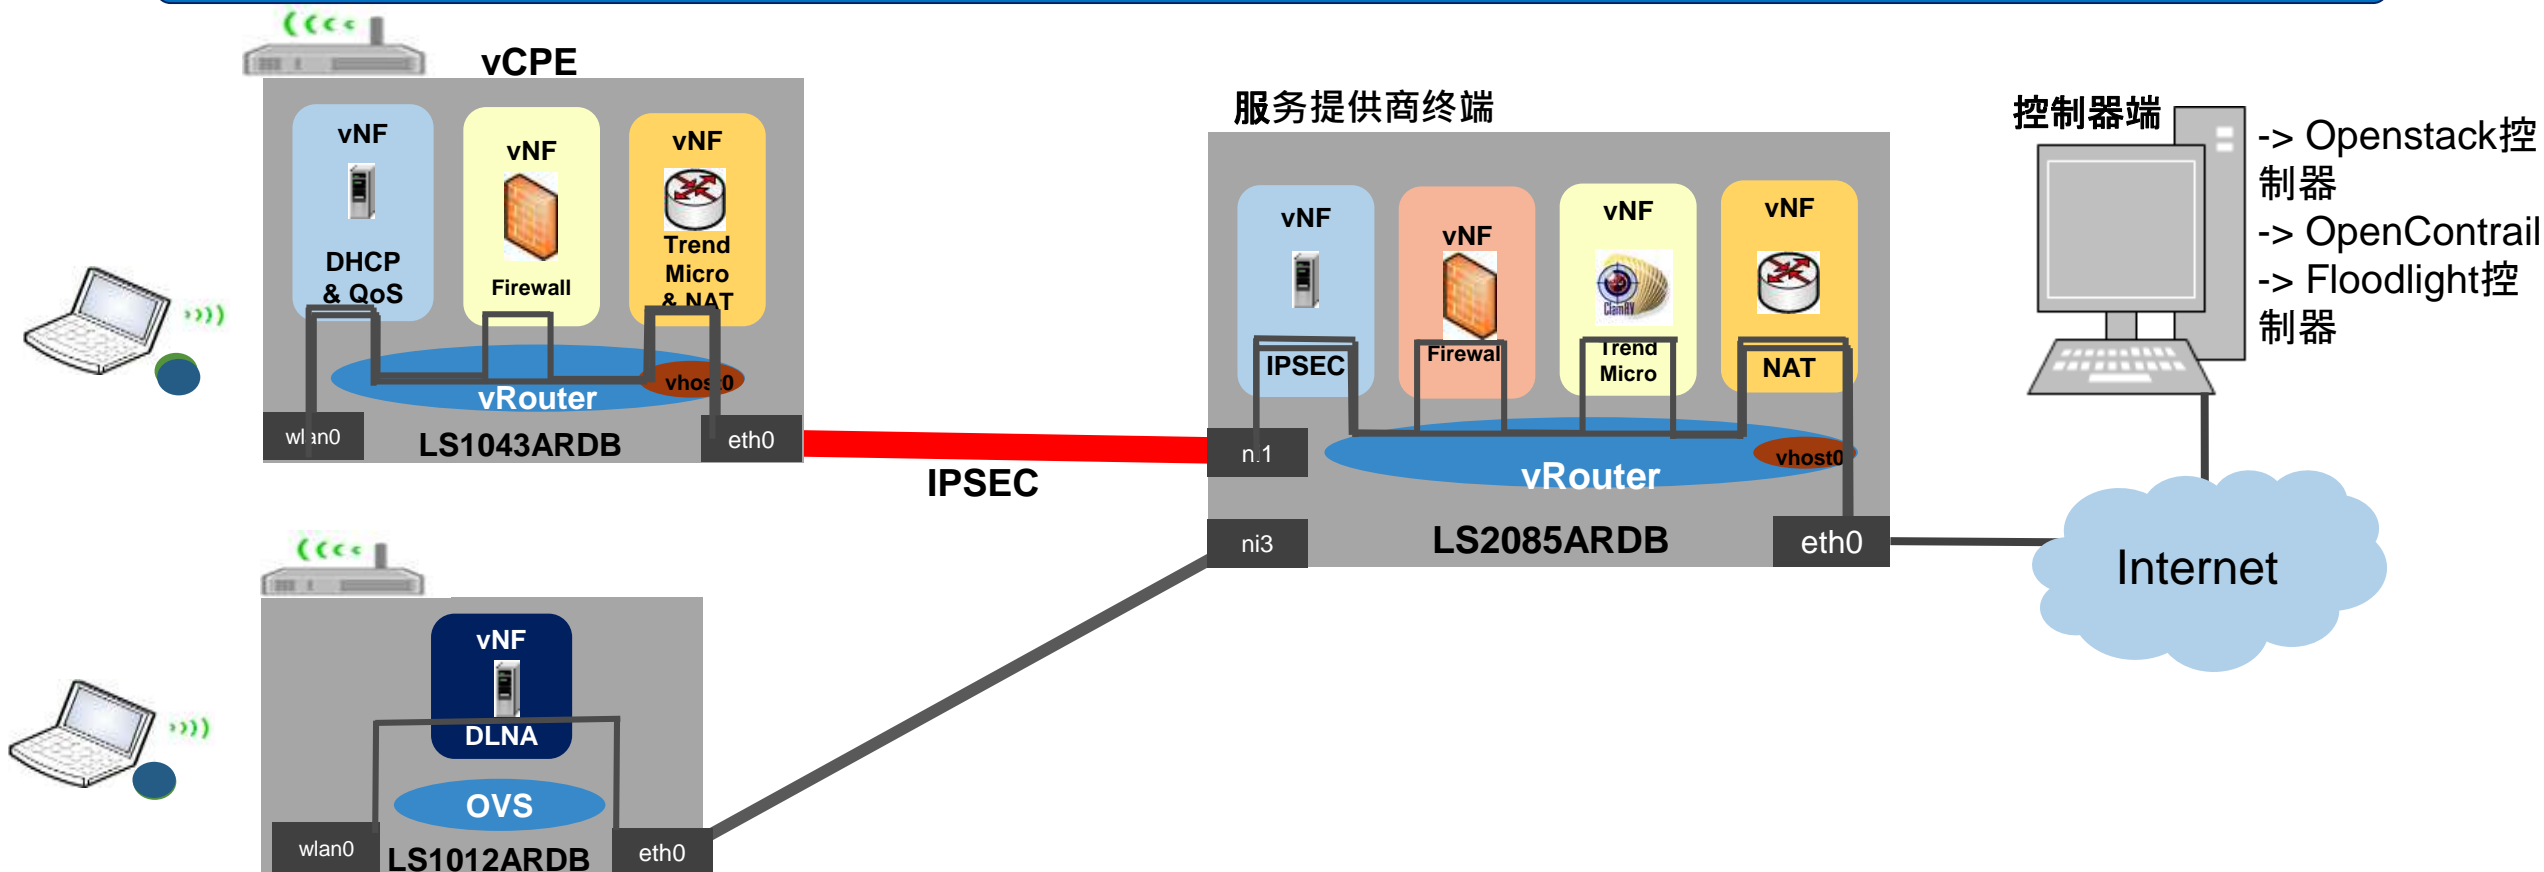 vCPE
vNF
DHCP
& QoS
vNF
Firewall
vNF
Trend
Micro
& NAT
vhost0
vRouter
wlan0
LS1043ARDB
eth0
IPSEC
服务提供商终端
vNF
IPSEC
vNF
Firewal
vNF
ClamAV
Trend
Micro
vNF
NAT
vhost0
vRouter
ni1
ni3
LS2085ARDB
eth0
控制器端
-> Openstack控
制器
-> OpenContrail
-> Floodlight控
制器
Internet
vNF
DLNA
OVS
wlan0
LS1012ARDB
eth0